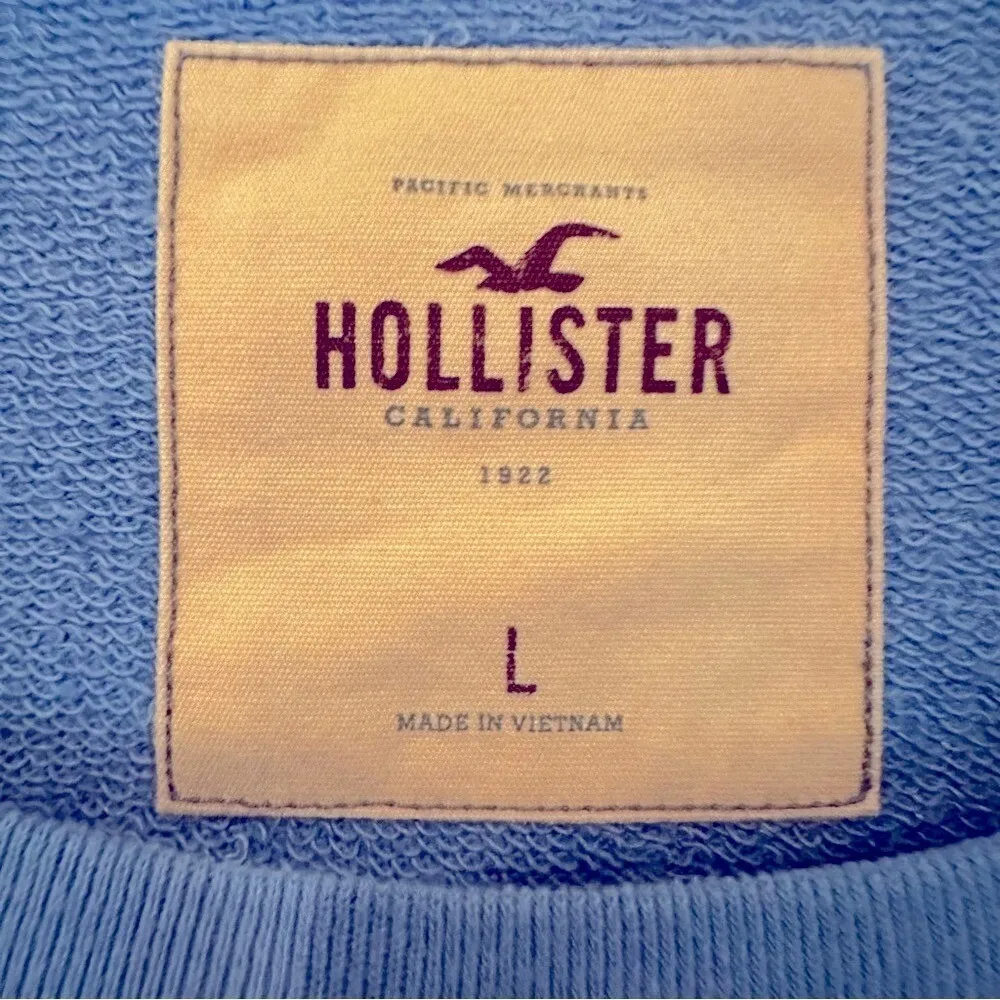 PACIFIC MERCHANTS
HOLLISTER
CALIFORNIA
1922
L
MADE IN VIETNAM